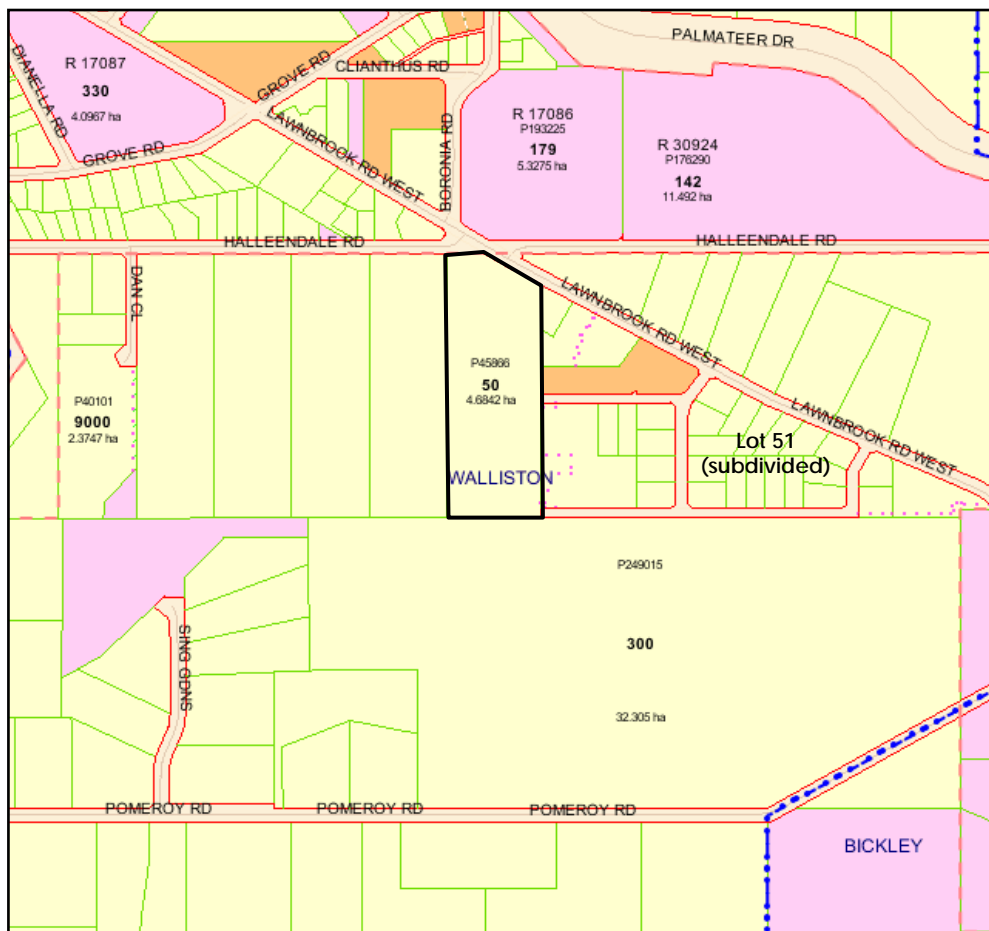 PALMATEER DR
DIANELLA RD
R 17087
330
4.0967 ha
GROVE RD
CLIANTHUS RD
GROVE RD
LAWNBROOK RD WEST
BORONIA RD
R 17086
P193225
179
5.3275 ha
R 30924
P176290
142
11.492 ha
HALLEENDALE RD
HALLEENDALE RD
DAN CL
LAWNBROOK RD WEST
P45866
50
4.6842 ha
P40101
9000
2.3747 ha
LAWNBROOK RD WEST
Lot 51
(subdivided)
WALLISTON
P249015
300
32.305 ha
SING GDNS
POMEROY RD
POMEROY RD
POMEROY RD
BICKLEY